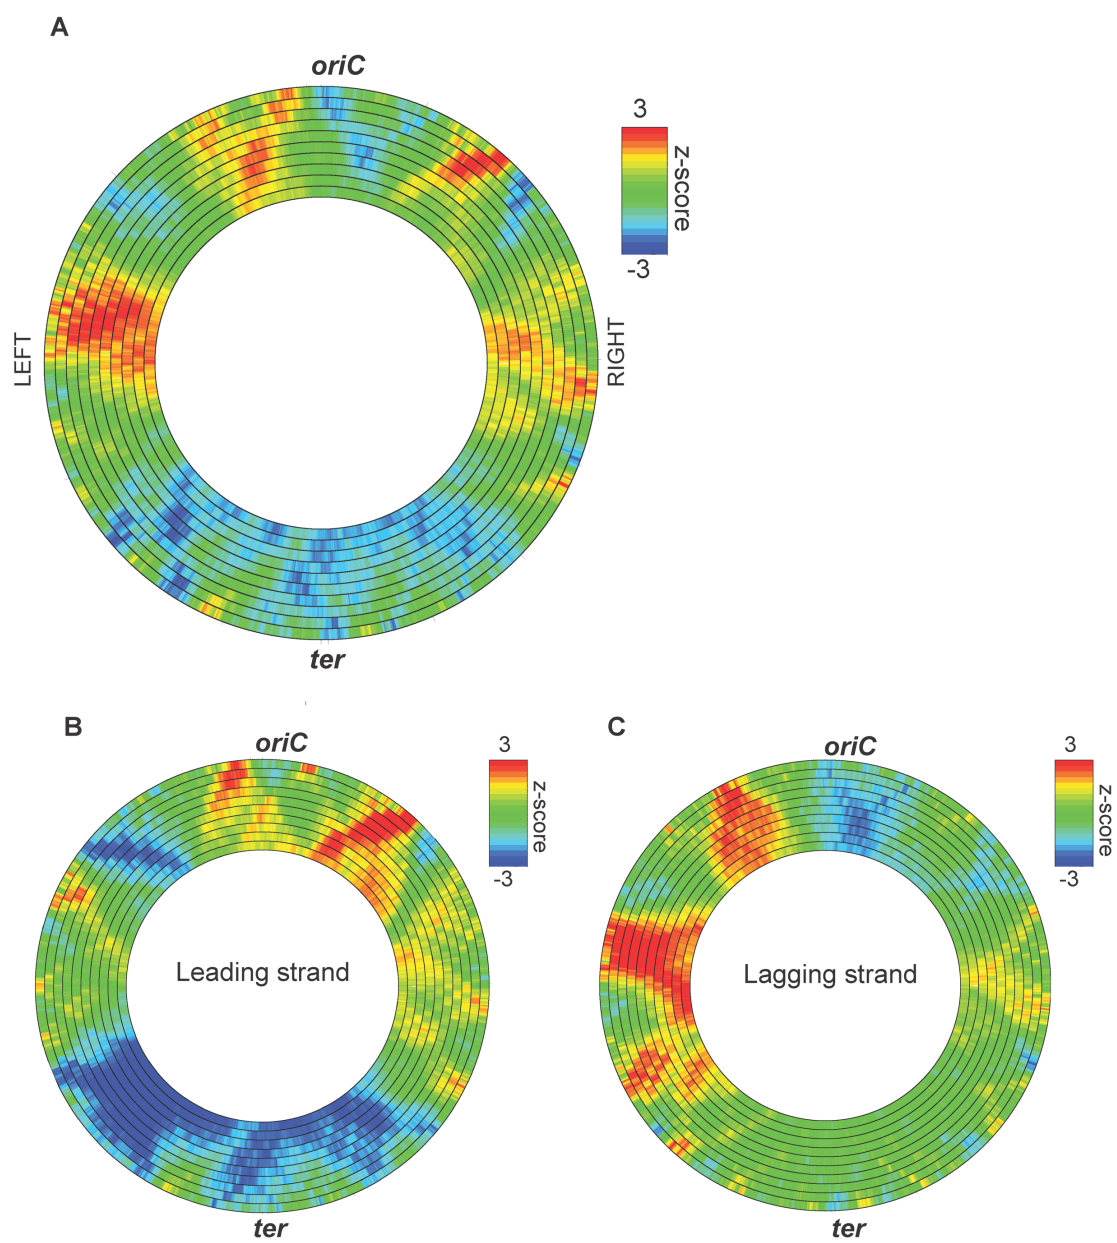 A
oriC
3
z-score
-3
LEFT
RIGHT
ter
B
C
oriC
3
z-score
-3
Leading strand
ter
oriC
3
z-score
-3
Lagging strand
ter